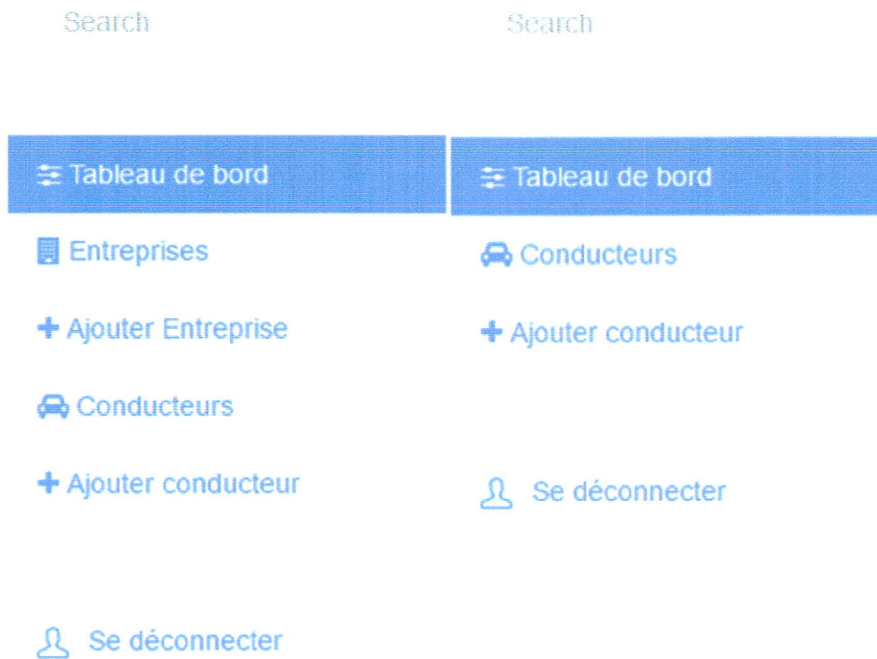 Search
Tableau de bord
Entreprises
Ajouter Entreprise
Conducteurs
Ajouter conducteur
Se déconnecter
Search
Tableau de bord
Conducteurs
Ajouter conducteur
Se déconnecter